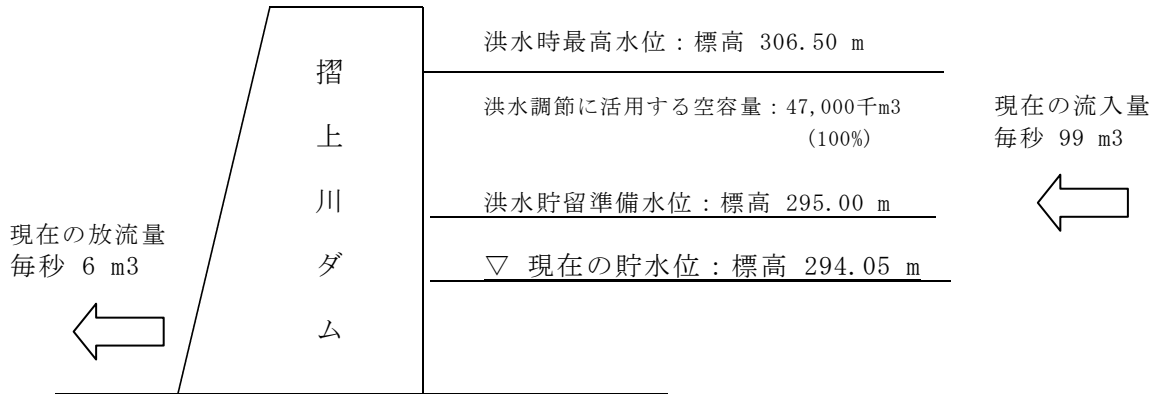 洪水時最高水位：標高 306.50 m
摺上川ダム
洪水調節に活用する空容量：47,000千m3
(100%)
現在の流入量
毎秒 99 m3
洪水貯留準備水位：標高 295.00 m
現在の放流量
毎秒 6 m3
▽ 現在の貯水位：標高 294.05 m